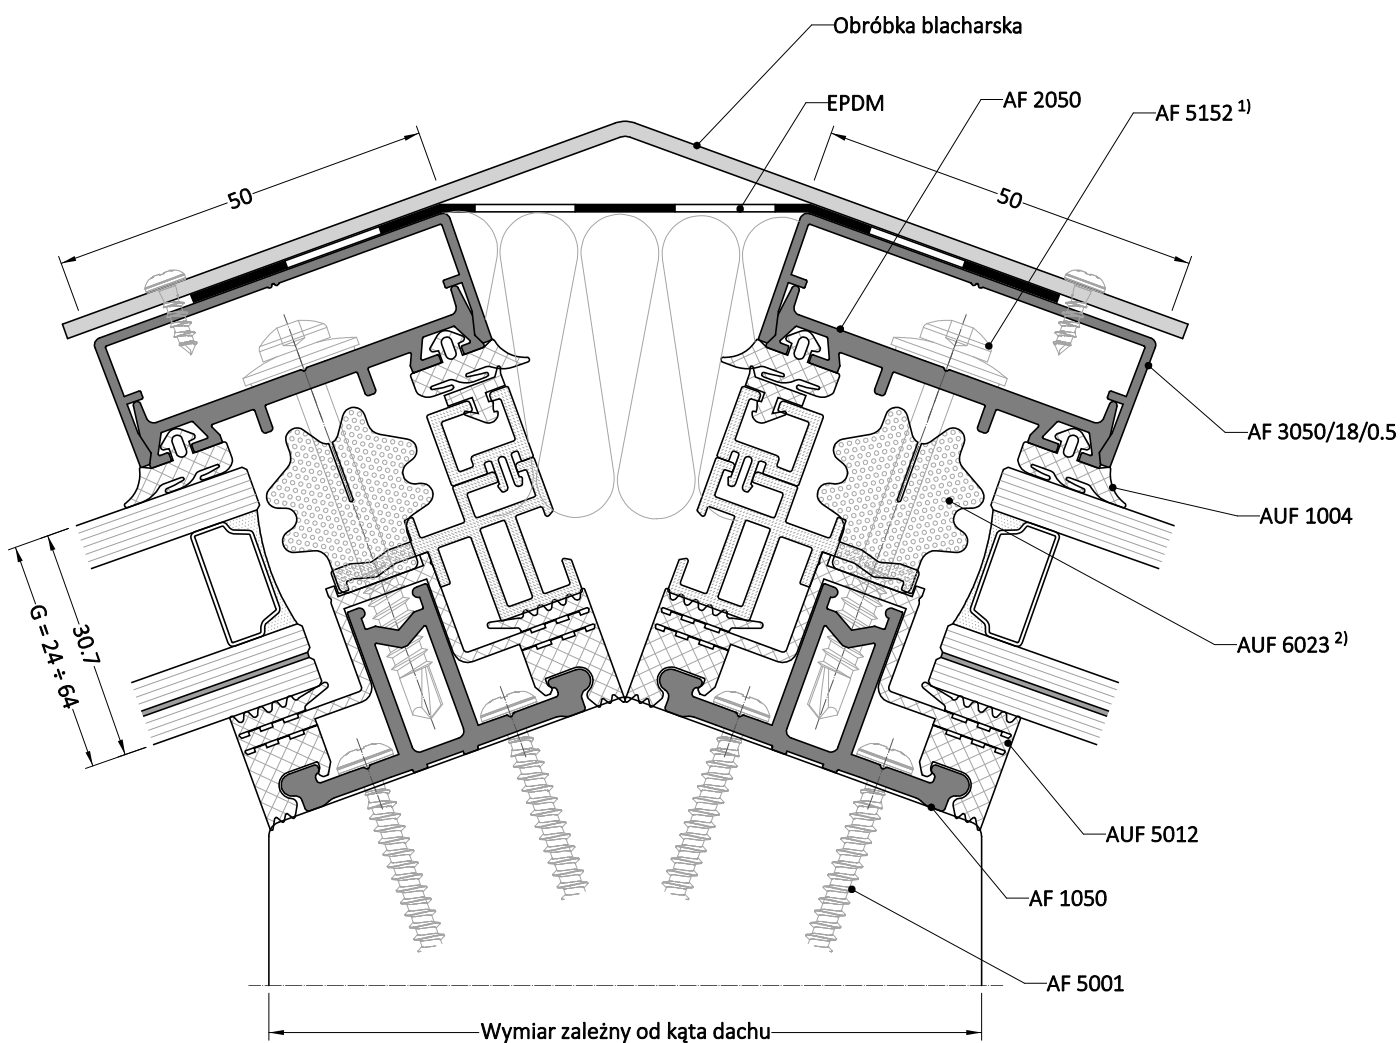 Obróbka blacharska
EPDM
AF 2050
AF 5152 1)
50
50
AF 3050/18/0.5
AUF 1004
30.7
G = 24 ÷ 64
AUF 6023 2)
AUF 5012
AF 1050
AF 5001
Wymiar zależny od kąta dachu